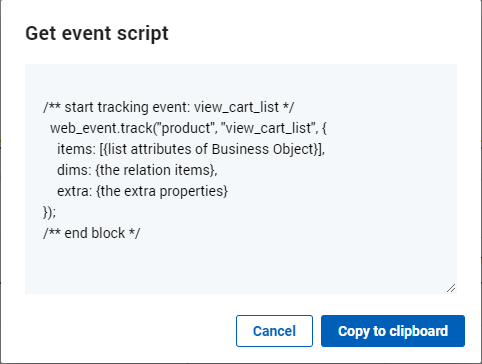 Get event script
/** start tracking event: view_cart_list */
web_event.track("product", "view_cart_list", {
items: [{list attributes of Business Object}],
dims: {the relation items},
extra: {the extra properties}
});
/** end block */
Cancel
Copy to clipboard